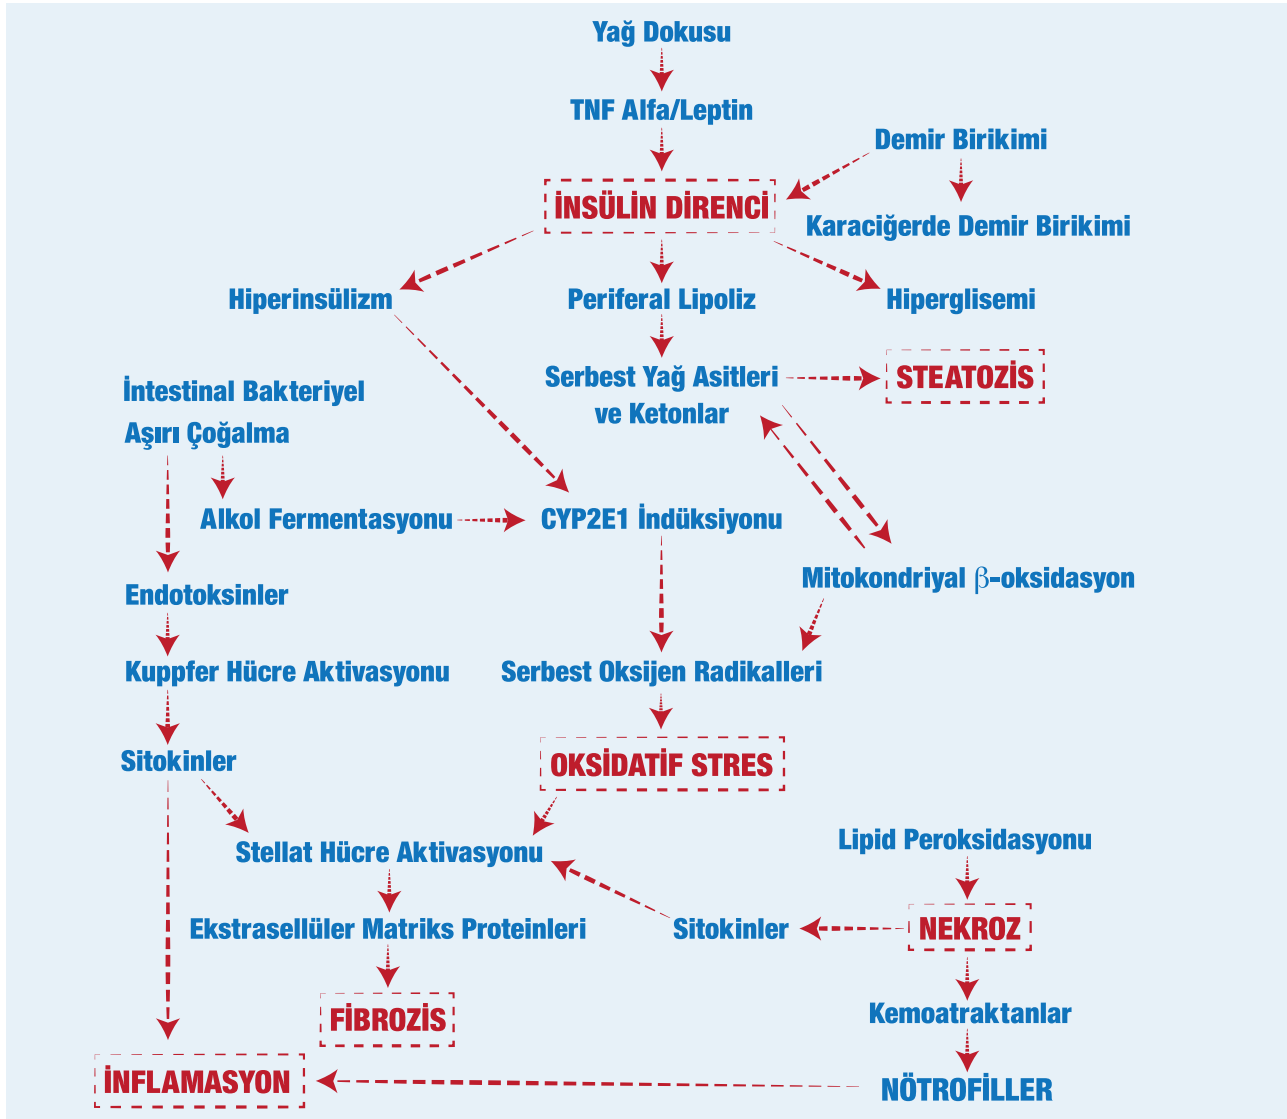 Yağ Dokusu
TNF Alfa/Leptin
Demir Birikimi
İNSÜLİN DİRENCİ
Karaciğerde Demir Birikimi
Hiperinsülizm
Periferal Lipoliz
Hiperglisemi
Serbest Yağ Asitleri
ve Ketonlar
STEATOZİS
İntestinal Bakteriyel
Aşırı Çoğalma
Alkol Fermentasyonu
CYP2E1 İndüksiyonu
Mitokondriyal β-oksidasyon
Endotoksinler
Kuppfer Hücre Aktivasyonu
Serbest Oksijen Radikalleri
Sitokinler
OKSİDATİF STRES
Stellat Hücre Aktivasyonu
Lipid Peroksidasyonu
Ekstrasellüler Matriks Proteinleri
Sitokinler
NEKROZ
FİBROZİS
Kemoatraktanlar
İNFLAMASYON
NÖTROFİLLER